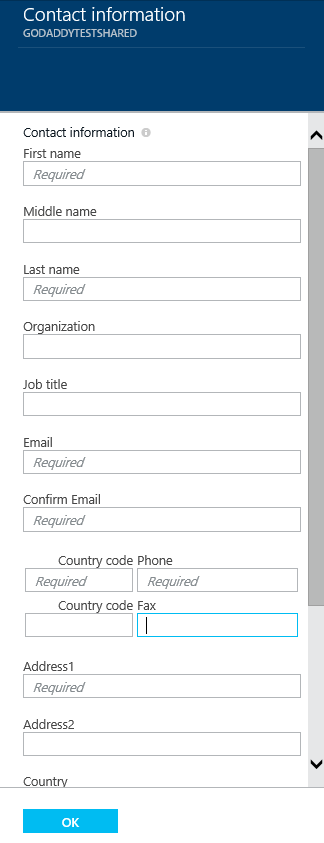 Contact information
GODADDYTESTSHARED
Contact information
First name
Required
Middle name
Last name
Required
Organization
Job title
Email
Required
Confirm Email
Required
Country code Phone
Required Required
Country code Fax
Address1
Required
Address2
Country
OK